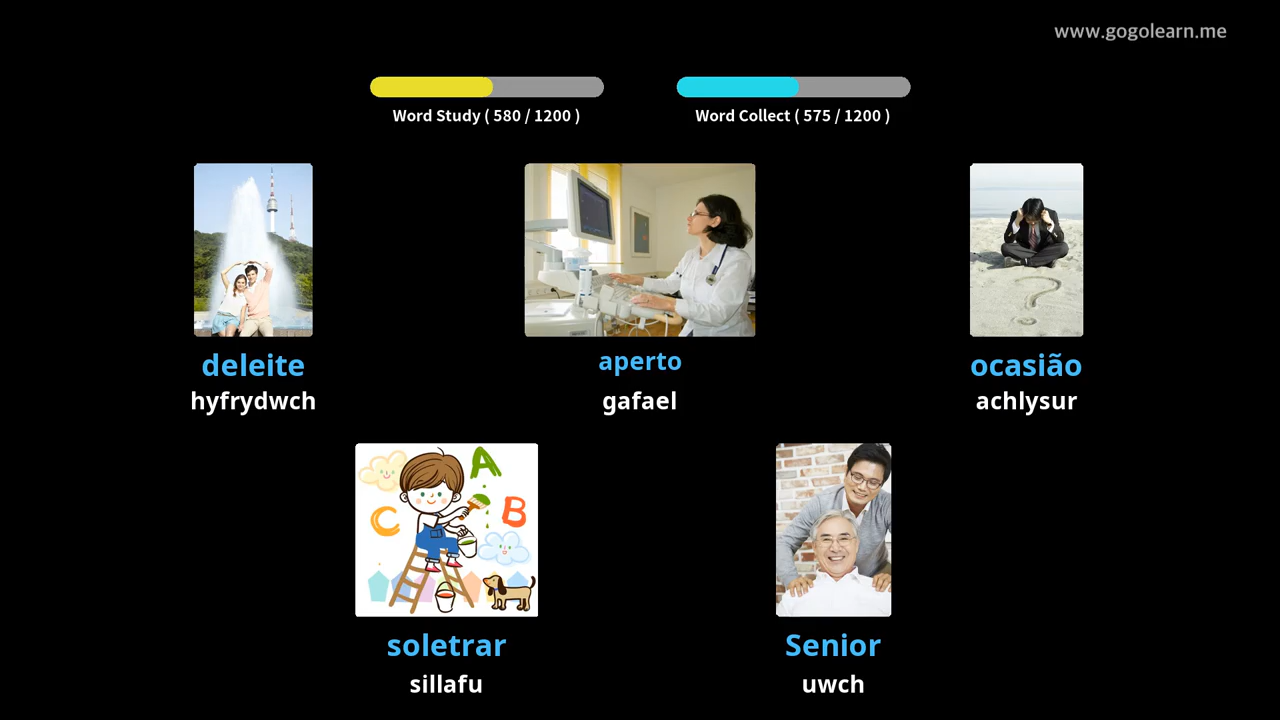 www.gogolearn.me
Word Study ( 580 / 1200 )
Word Collect ( 575 / 1200 )
deleite
hyfrydwch
aperto
gafael
ocasião
achlysur
A
B
C
?
soletrar
sillafu
Senior
uwch